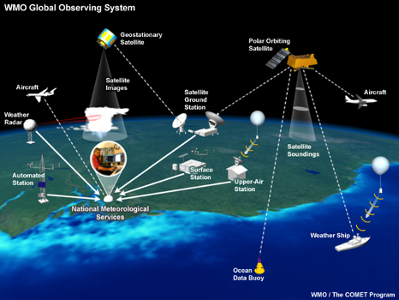 WMO Global Observing System
Geostationary
Satellite
Polar Orbiting
Satellite
Aircraft
Satellite
Images
Satellite
Ground
Station
Aircraft
Weather
Radar
Satellite
Soundings
Automated
Station
Surface
Station
Upper-Air
Station
National Meteorological
Services
Weather Ship
Ocean
Data Buoy
WMO / The COMET Program